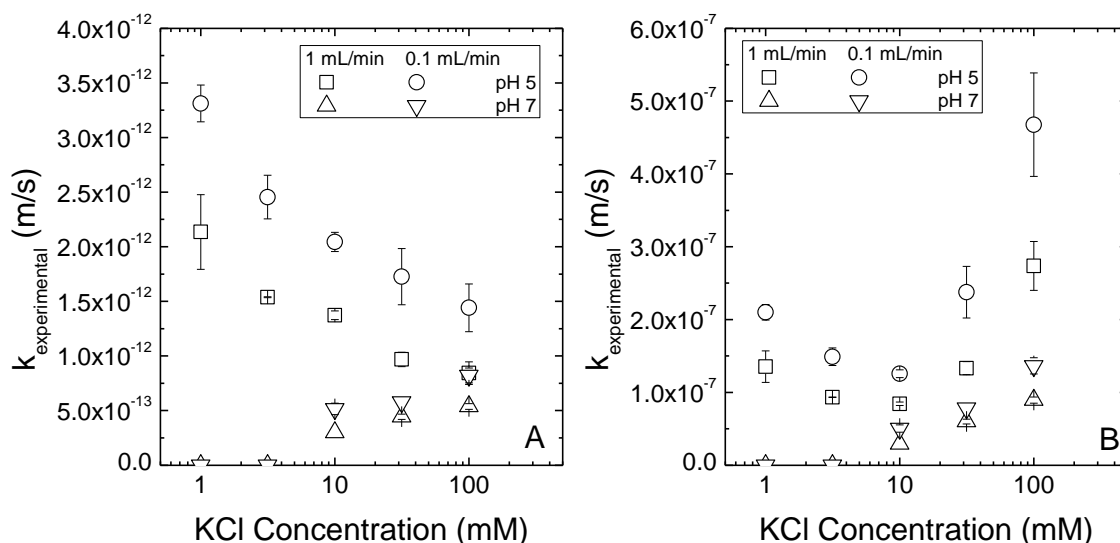 4.0x10-12
3.5x10-12
3.0x10-12
2.5x10-12
2.0x10-12
1.5x10-12
1.0x10-12
5.0x10-13
0.0
kexperimental (m/s)
1 mL/min 0.1 mL/min
pH 5
pH 7
A
1 10 100
KCl Concentration (mM)
6.0x10-7
5.0x10-7
4.0x10-7
3.0x10-7
2.0x10-7
1.0x10-7
0.0
kexperimental (m/s)
1 mL/min 0.1 mL/min
pH 5
pH 7
B
1 10 100
KCl Concentration (mM)